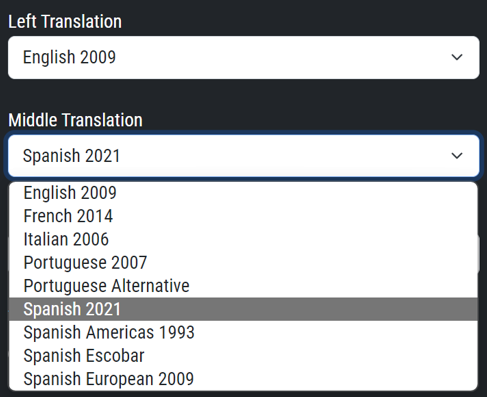 Left Translation
English 2009
Middle Translation
Spanish 2021
English 2009
French 2014
Italian 2006
Portuguese 2007
Portuguese Alternative
Spanish 2021
Spanish Americas 1993
Spanish Escobar
Spanish European 2009